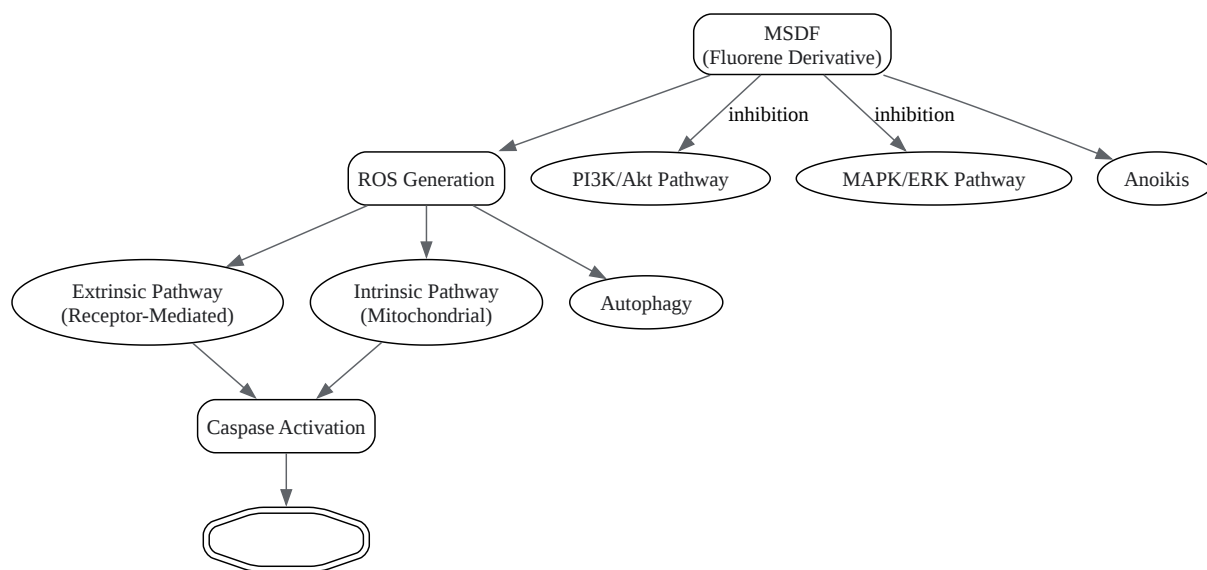 MSDF
(Fluorene Derivative)
inhibition
inhibition
ROS Generation
PI3K/Akt Pathway
MAPK/ERK Pathway
Anoikis
Extrinsic Pathway
(Receptor-Mediated)
Intrinsic Pathway
(Mitochondrial)
Autophagy
Caspase Activation